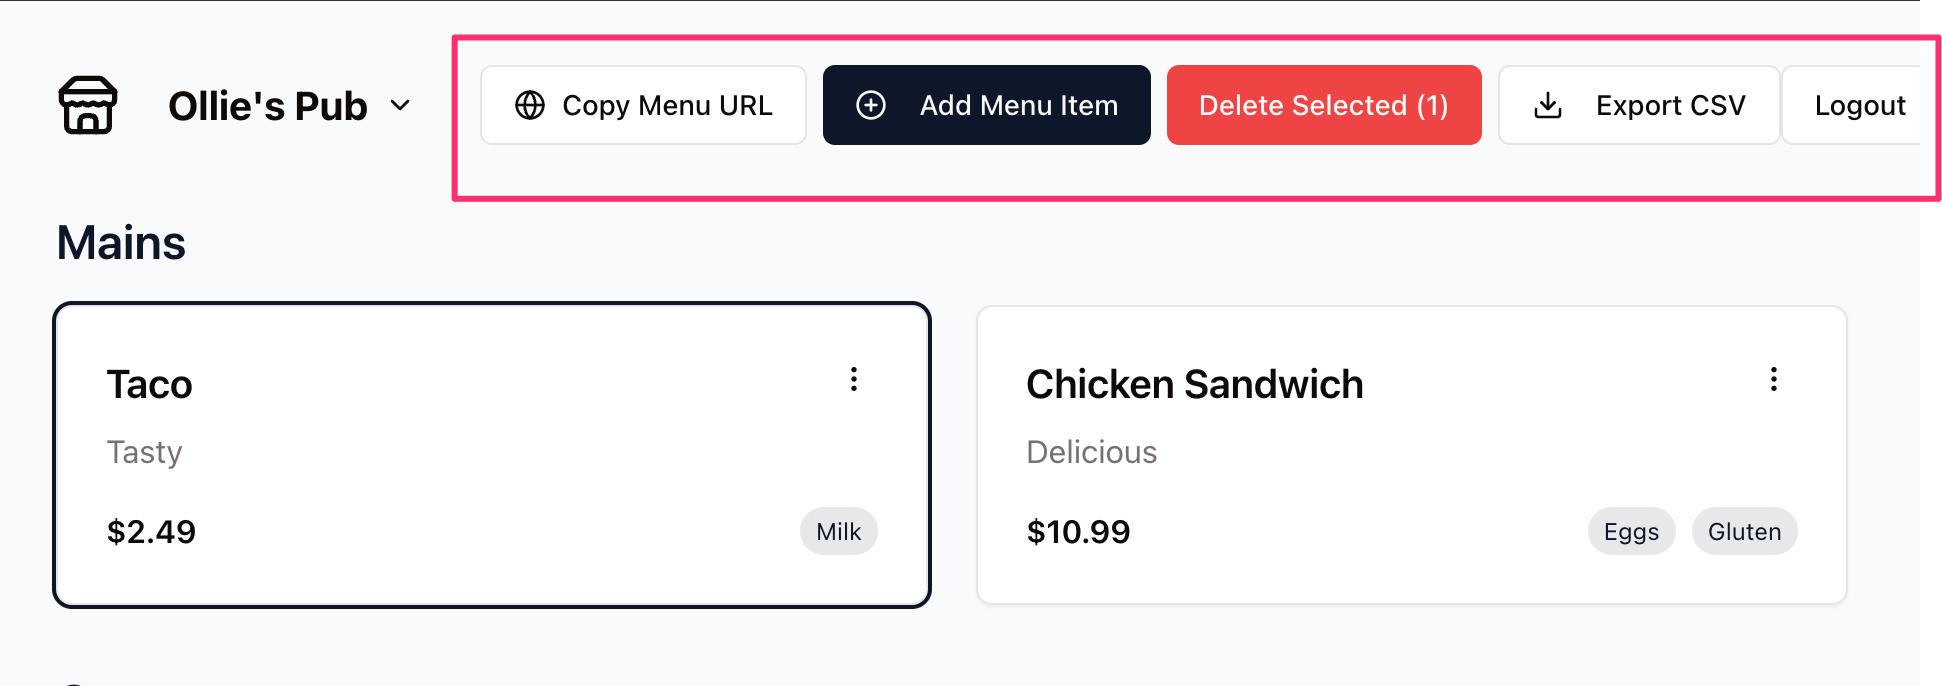 Ollie's Pub
Copy Menu URL
Add Menu Item
Delete Selected (1)
Export CSV
Logout
Mains
Taco
Tasty
$2.49
Milk
Chicken Sandwich
Delicious
$10.99
Eggs
Gluten